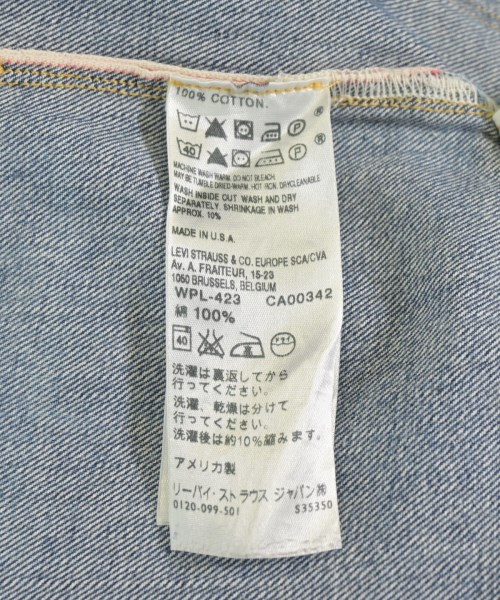 100% COTTON.
®
40 ®
MACHINE WASH WARM. DO NOT BLEACH.
MAY BE TUMBLE DRIED-WARM. HOT IRON. DRYCLEANABLE
WASH INSIDE OUT WASH AND DRY
SEPARATELY. SHRINKAGE IN WASH
APPROX. 10%
MADE IN U.S.A.
LEVI STRAUSS & CO. EUROPE SCA/CVA
Av. A. FRAITEUR, 15-23
1050 BRUSSELS, BELGIUM
WPL-423 CA00342
綿 100%
40 ドライ
洗濯は裏返してから
行ってください。
洗濯、乾燥は分けて
行ってください。
洗濯後は約10%縮みます。
アメリカ製
リーバイ・ストラウス ジャパン㈱
0120-099-501 S35350